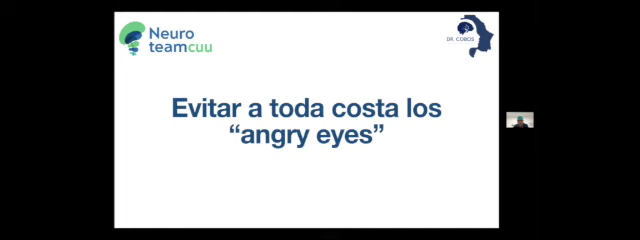 Neuro
teamcuu
DR. COBOS
Evitar a toda costa los
“angry eyes”